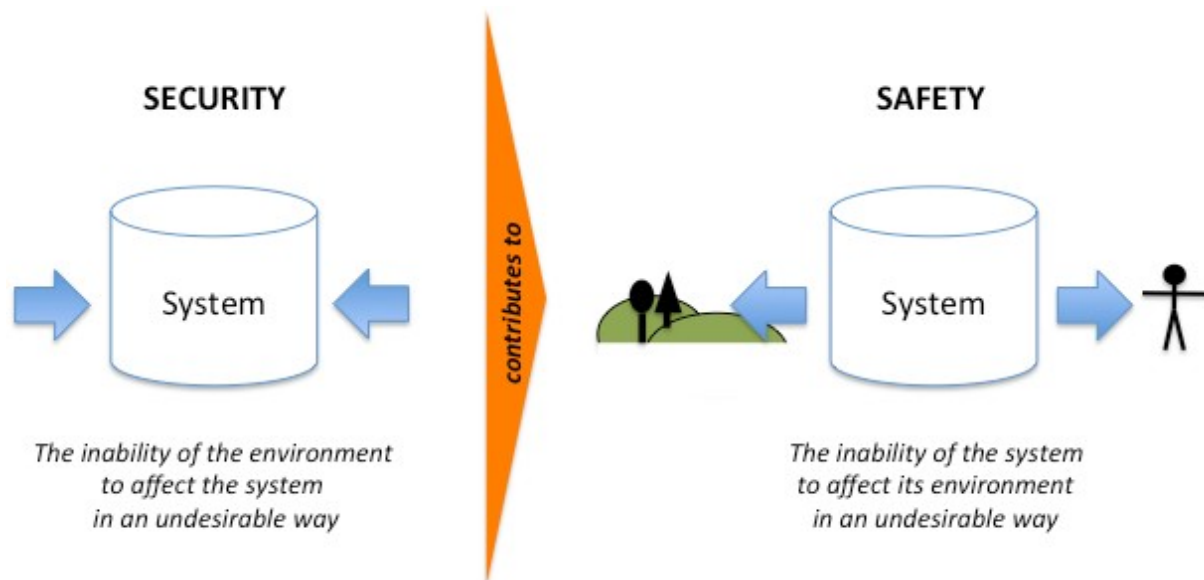 SECURITY
System
The inability of the environment
to affect the system
in an undesirable way
contributes to
SAFETY
System
The inability of the system
to affect its environment
in an undesirable way